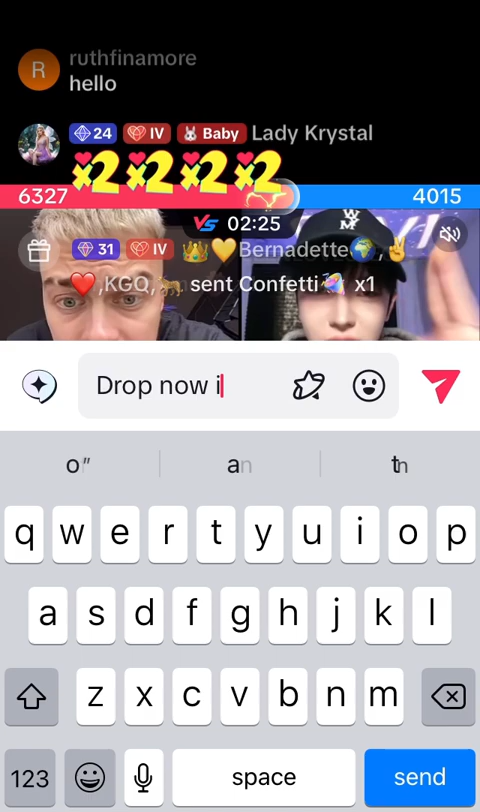 R ruthfinamore
hello
24 IV Baby Lady Krystal
x2 x2 x2 x2
6327 4015
VS 02:25
31 IV 👑💛Bernadette🌍,✌️
❤️,KGQ,🐆 sent Confetti🎉 x1
Drop now i
an
q w e r t y u i o p
a s d f g h j k l
z x c v b n m
123 space send